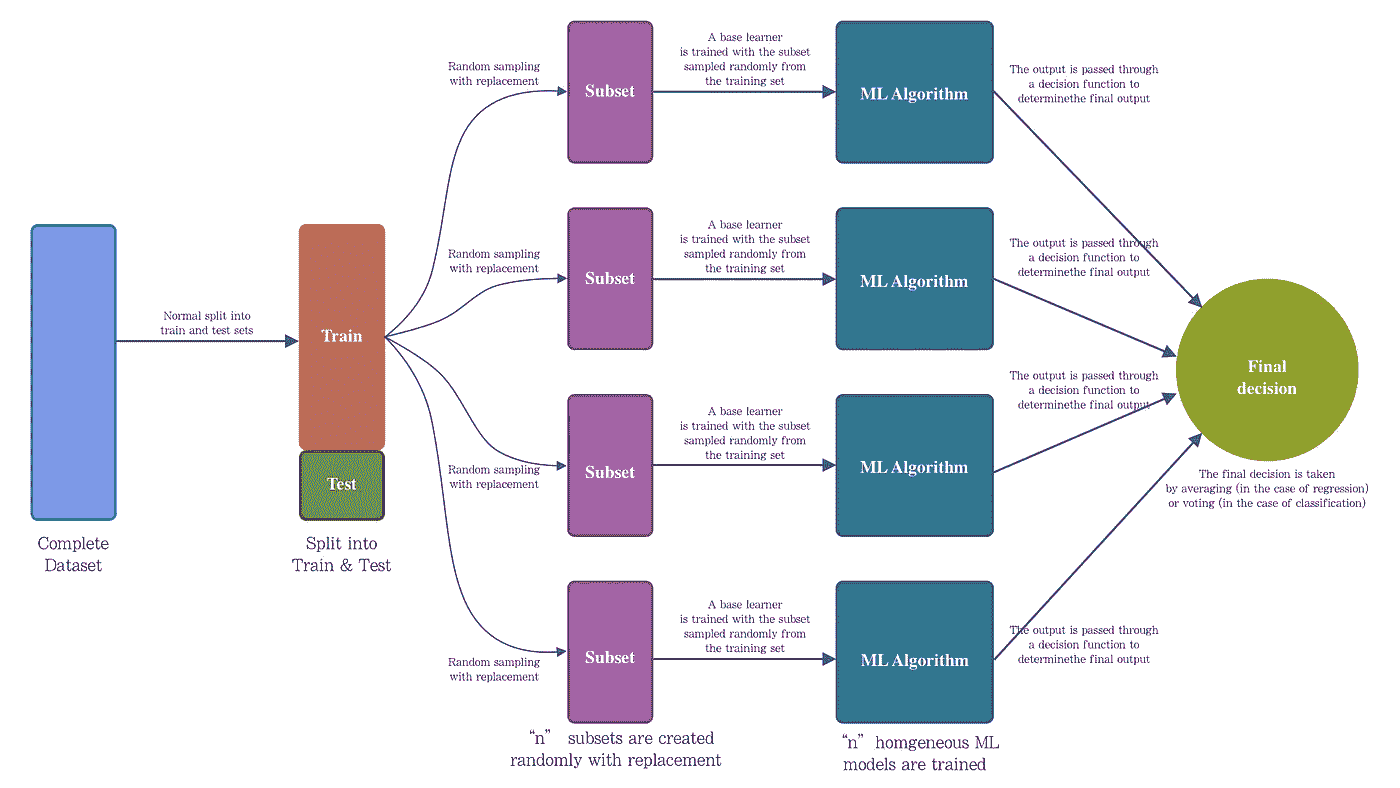 Complete
Dataset
Normal split into
train and test sets
Train
Test
Split into
Train & Test
Random sampling
with replacement
Subset
A base learner
is trained with the subset
sampled randomly from
the training set
ML Algorithm
The output is passed through
a decision function to
determinethe final output
Random sampling
with replacement
Subset
A base learner
is trained with the subset
sampled randomly from
the training set
ML Algorithm
The output is passed through
a decision function to
determinethe final output
Random sampling
with replacement
Subset
A base learner
is trained with the subset
sampled randomly from
the training set
ML Algorithm
The output is passed through
a decision function to
determinethe final output
Random sampling
with replacement
Subset
A base learner
is trained with the subset
sampled randomly from
the training set
ML Algorithm
The output is passed through
a decision function to
determinethe final output
“n” subsets are created
randomly with replacement
“n” homgeneous ML
models are trained
Final
decision
The final decision is taken
by averaging (in the case of regression)
or voting (in the case of classification)